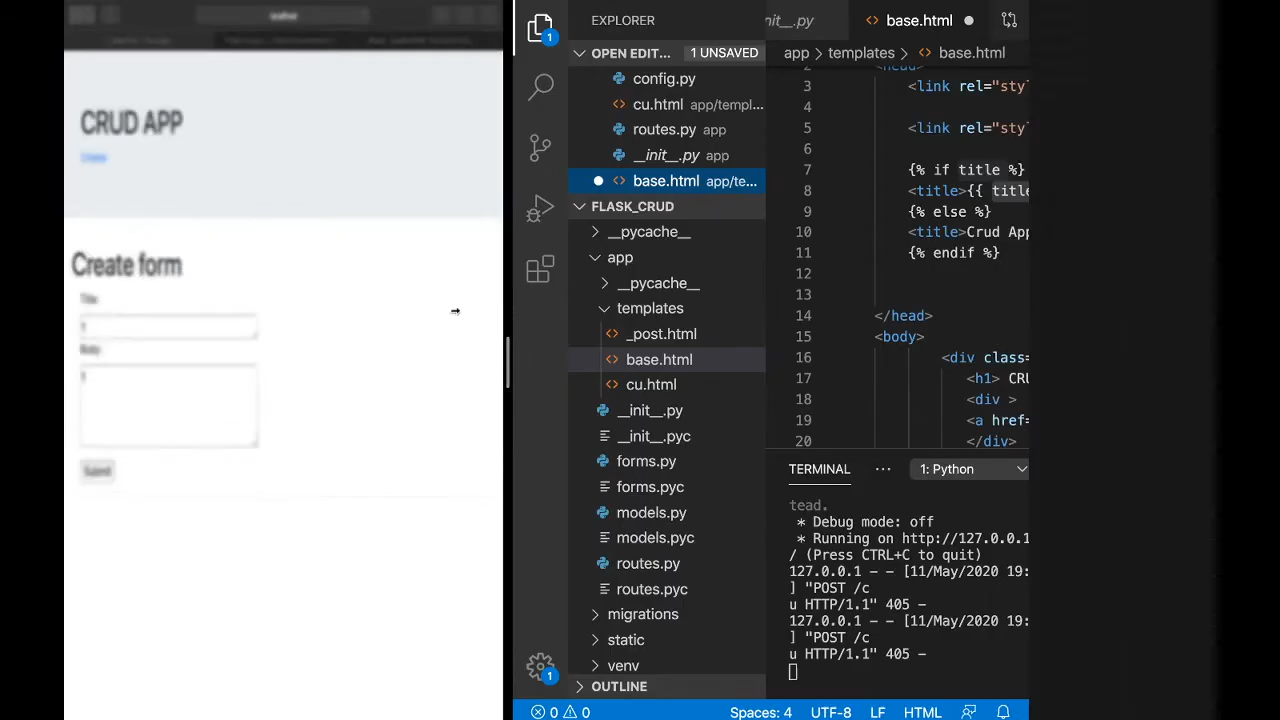 CRUD APP
Create
Create form
Title
Body
Submit
EXPLORER
OPEN EDIT... 1 UNSAVED
config.py
cu.html app/templ...
routes.py app
__init__.py app
base.html app/te...
FLASK_CRUD
__pycache__
app
__pycache__
templates
_post.html
base.html
cu.html
__init__.py
__init__.pyc
forms.py
forms.pyc
models.py
models.pyc
routes.py
routes.pyc
migrations
static
venv
OUTLINE
1
1
nit__.py
base.html
app > templates > base.html
2 <head>
3 <link rel="styl
4
5 <link rel="styl
6
7 {% if title %}
8 <title>{{ title
9 {% else %}
10 <title>Crud App
11 {% endif %}
12
13
14 </head>
15 <body>
16 <div class=
17 <h1> CRU
18 <div >
19 <a href=
20 </div>
TERMINAL ... 1: Python
tead.
* Debug mode: off
* Running on http://127.0.0.1
/ (Press CTRL+C to quit)
127.0.0.1 - - [11/May/2020 19:
] "POST /c
u HTTP/1.1" 405 -
127.0.0.1 - - [11/May/2020 19:
] "POST /c
u HTTP/1.1" 405 -
0 0 Spaces: 4 UTF-8 LF HTML